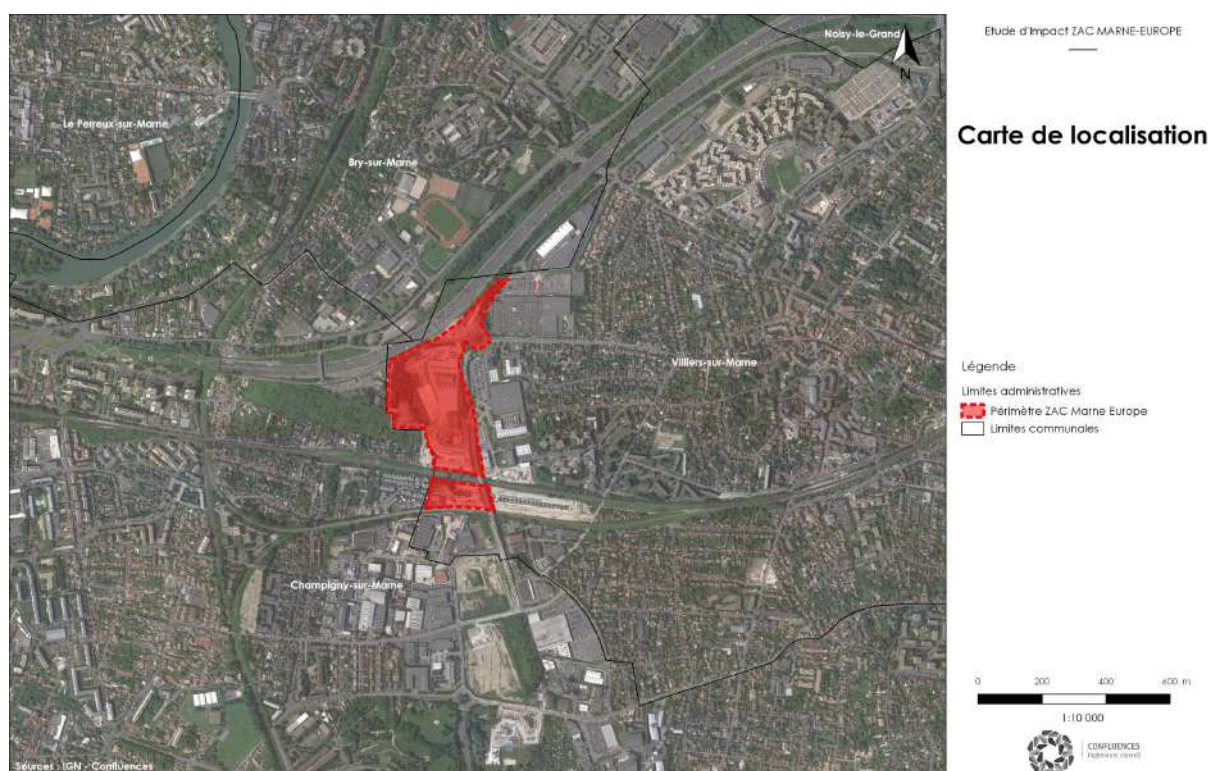 Noisy-le-Grand
N
Le Perreux-sur-Marne
Bry-sur-Marne
Villiers-sur-Marne
Champigny-sur-Marne
Sources : IGN - Confluences
Etude d'Impact ZAC MARNE-EUROPE
Carte de localisation
Légende
Limites administratives
Périmètre ZAC Marne Europe
Limites communales
0 200 400 600 m
1:10 000
CONFLUENCES
Ingénieurs conseil